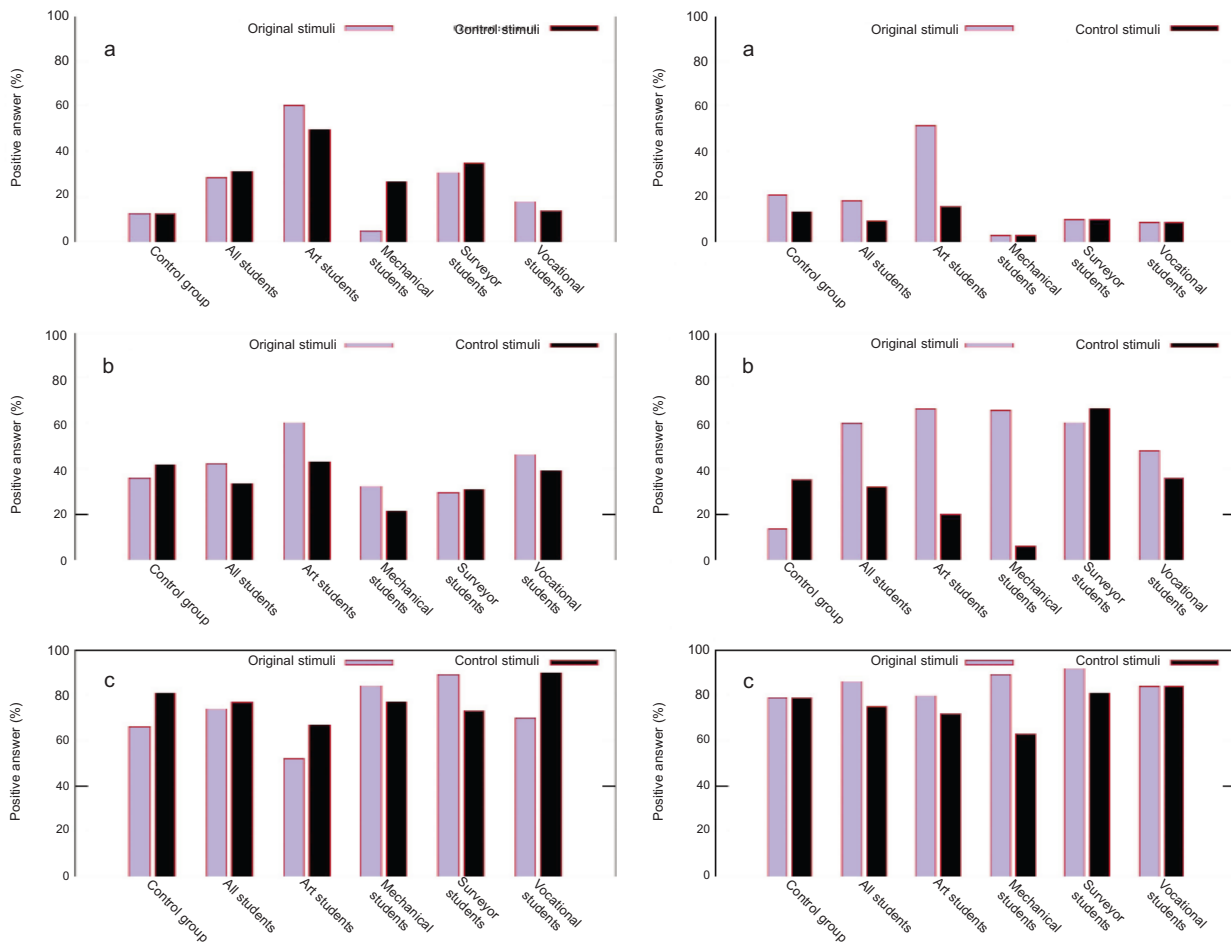 100
80
60
40
20
0
Positive answer (%)
a
Original stimuli
Control stimuli
Control group
All students
Art students
Mechanical
students
Surveyor
students
Vocational
students
100
80
60
40
20
0
Positive answer (%)
a
Original stimuli
Control stimuli
Control group
All students
Art students
Mechanical
students
Surveyor
students
Vocational
students
100
80
60
40
20
0
Positive answer (%)
b
Original stimuli
Control stimuli
Control group
All students
Art students
Mechanical
students
Surveyor
students
Vocational
students
100
80
60
40
20
0
Positive answer (%)
b
Original stimuli
Control stimuli
Control group
All students
Art students
Mechanical
students
Surveyor
students
Vocational
students
100
80
60
40
20
0
Positive answer (%)
c
Original stimuli
Control stimuli
Control group
All students
Art students
Mechanical
students
Surveyor
students
Vocational
students
100
80
60
40
20
0
Positive answer (%)
c
Original stimuli
Control stimuli
Control group
All students
Art students
Mechanical
students
Surveyor
students
Vocational
students